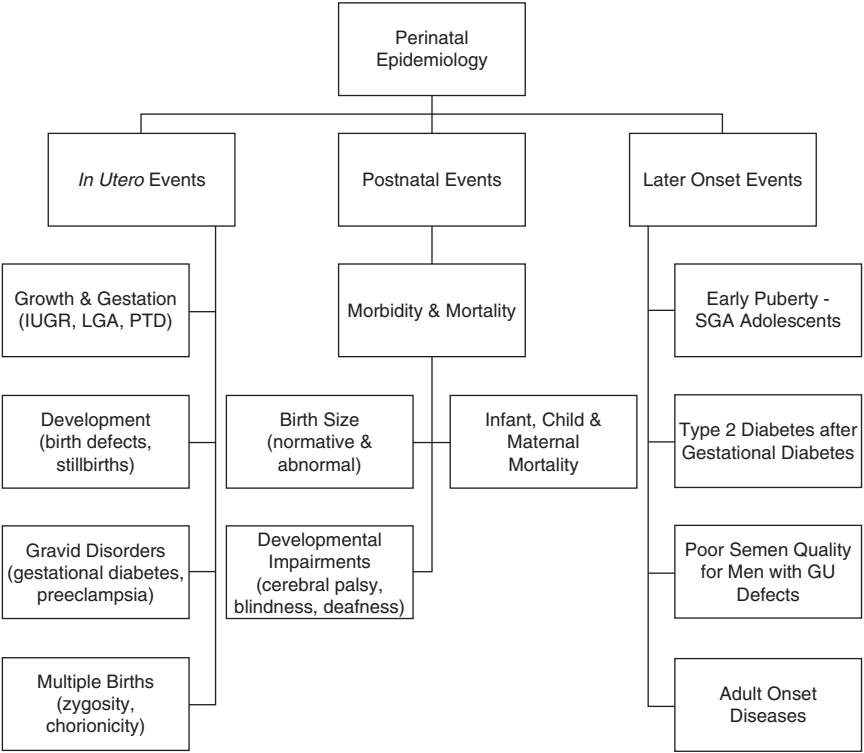 Perinatal
Epidemiology
In Utero Events
Postnatal Events
Later Onset Events
Growth & Gestation
(IUGR, LGA, PTD)
Morbidity & Mortality
Early Puberty -
SGA Adolescents
Development
(birth defects,
stillbirths)
Birth Size
(normative &
abnormal)
Infant, Child &
Maternal
Mortality
Type 2 Diabetes after
Gestational Diabetes
Gravid Disorders
(gestational diabetes,
preeclampsia)
Developmental
Impairments
(cerebral palsy,
blindness, deafness)
Poor Semen Quality
for Men with GU
Defects
Multiple Births
(zygosity,
chorionicity)
Adult Onset
Diseases